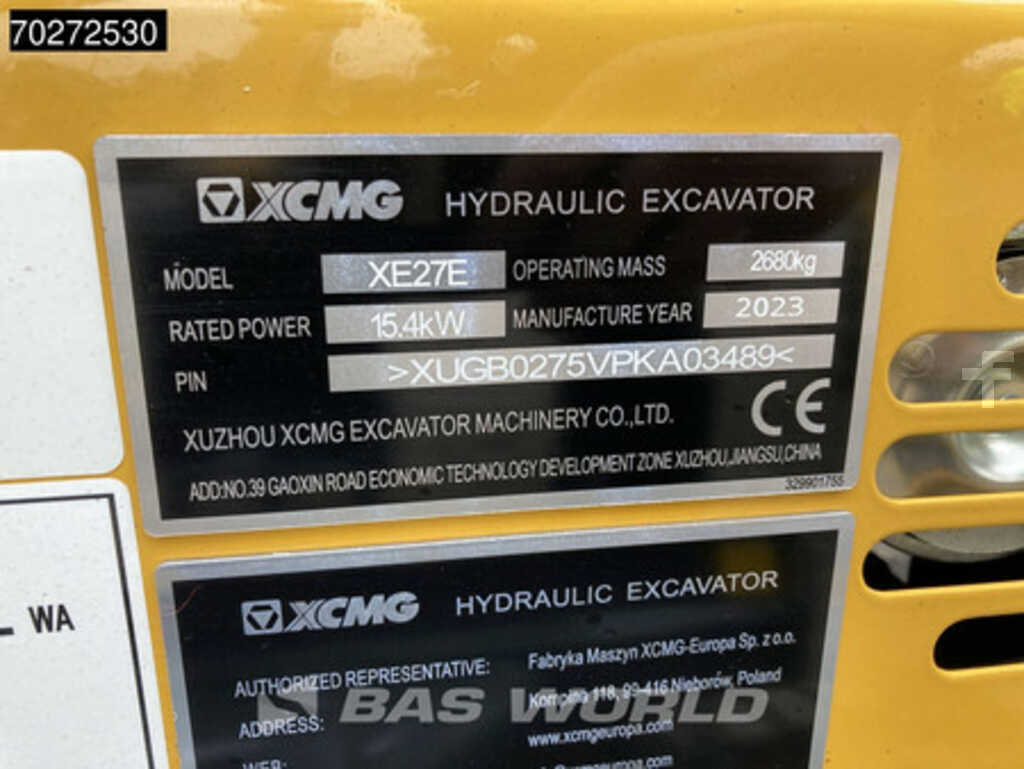 70272530
XCMG HYDRAULIC EXCAVATOR
MODEL XE27E OPERATING MASS 2680kg
RATED POWER 15.4kW MANUFACTURE YEAR 2023
PIN >XUGB0275VPKA03489<
XUZHOU XCMG EXCAVATOR MACHINERY CO.,LTD. CE
ADD:NO.39 GAOXIN ROAD ECONOMIC TECHNOLOGY DEVELOPMENT ZONE XUZHOU,JIANGSU,CHINA
329901755
WA
XCMG HYDRAULIC EXCAVATOR
AUTHORIZED REPRESENTATIVE: Fabryka Maszyn XCMG-Europa Sp. z o.o.
ADDRESS: Kompina 118, 99-416 Nieborów, Poland
BAS WORLD
WEB: www.xcmgeuropa.com